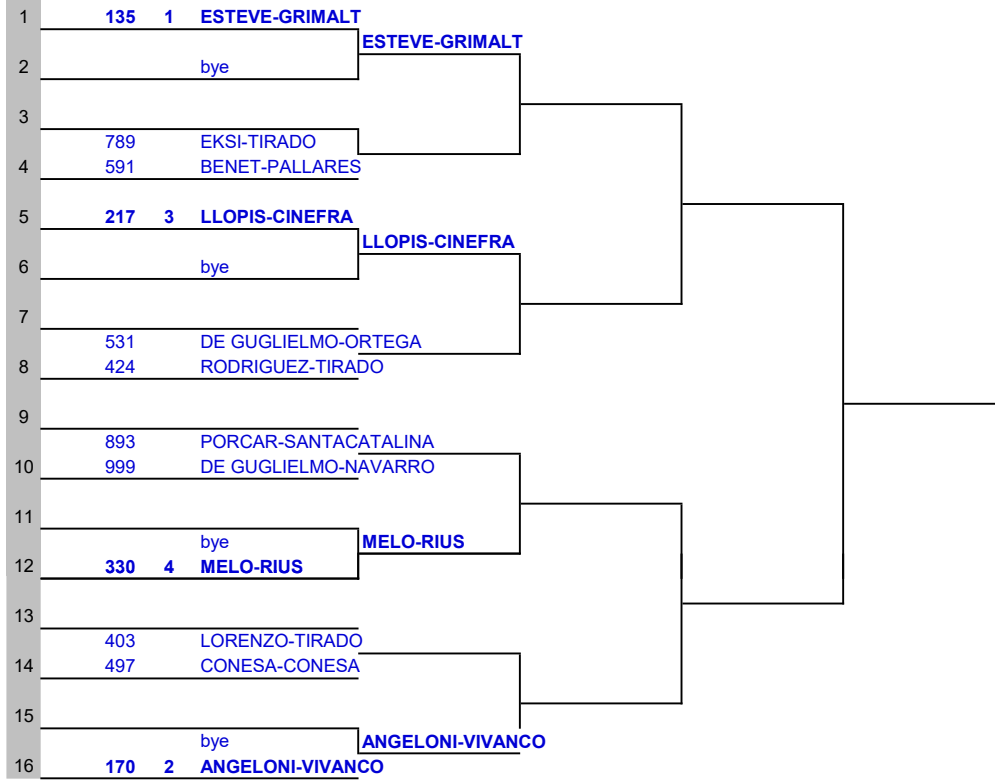 1 135 1 ESTEVE-GRIMALT
ESTEVE-GRIMALT
2 bye
3
789 EKSI-TIRADO
4 591 BENET-PALLARES
5 217 3 LLOPIS-CINEFRA
LLOPIS-CINEFRA
6 bye
7
531 DE GUGLIELMO-ORTEGA
8 424 RODRIGUEZ-TIRADO
9
893 PORCAR-SANTACATALINA
10 999 DE GUGLIELMO-NAVARRO
11
bye MELO-RIUS
12 330 4 MELO-RIUS
13
403 LORENZO-TIRADO
14 497 CONESA-CONESA
15
bye ANGELONI-VIVANCO
16 170 2 ANGELONI-VIVANCO